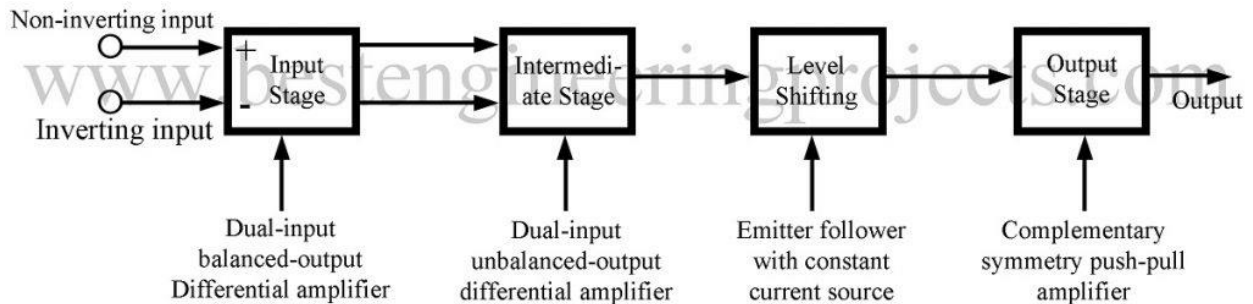 Non-inverting input
+
-
Inverting input
Input
Stage
Intermedi-
ate Stage
Level
Shifting
Output
Stage
Output
www.bestengineeringprojects.com
Dual-input
balanced-output
Differential amplifier
Dual-input
unbalanced-output
differential amplifier
Emitter follower
with constant
current source
Complementary
symmetry push-pull
amplifier